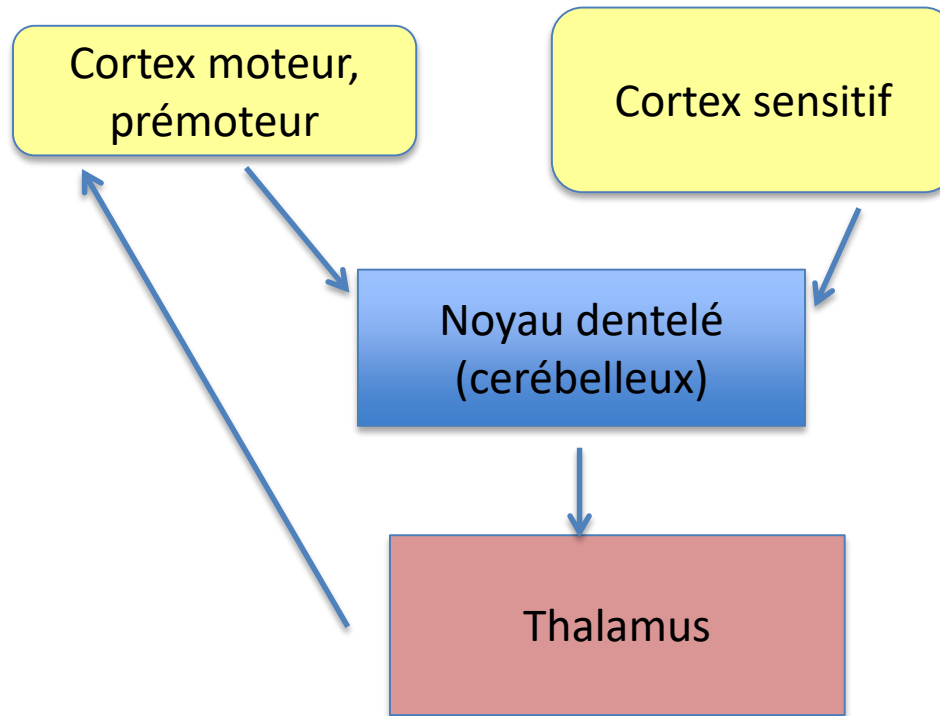 Cortex moteur,
prémoteur
Cortex sensitif
Noyau dentelé
(cerébelleux)
Thalamus